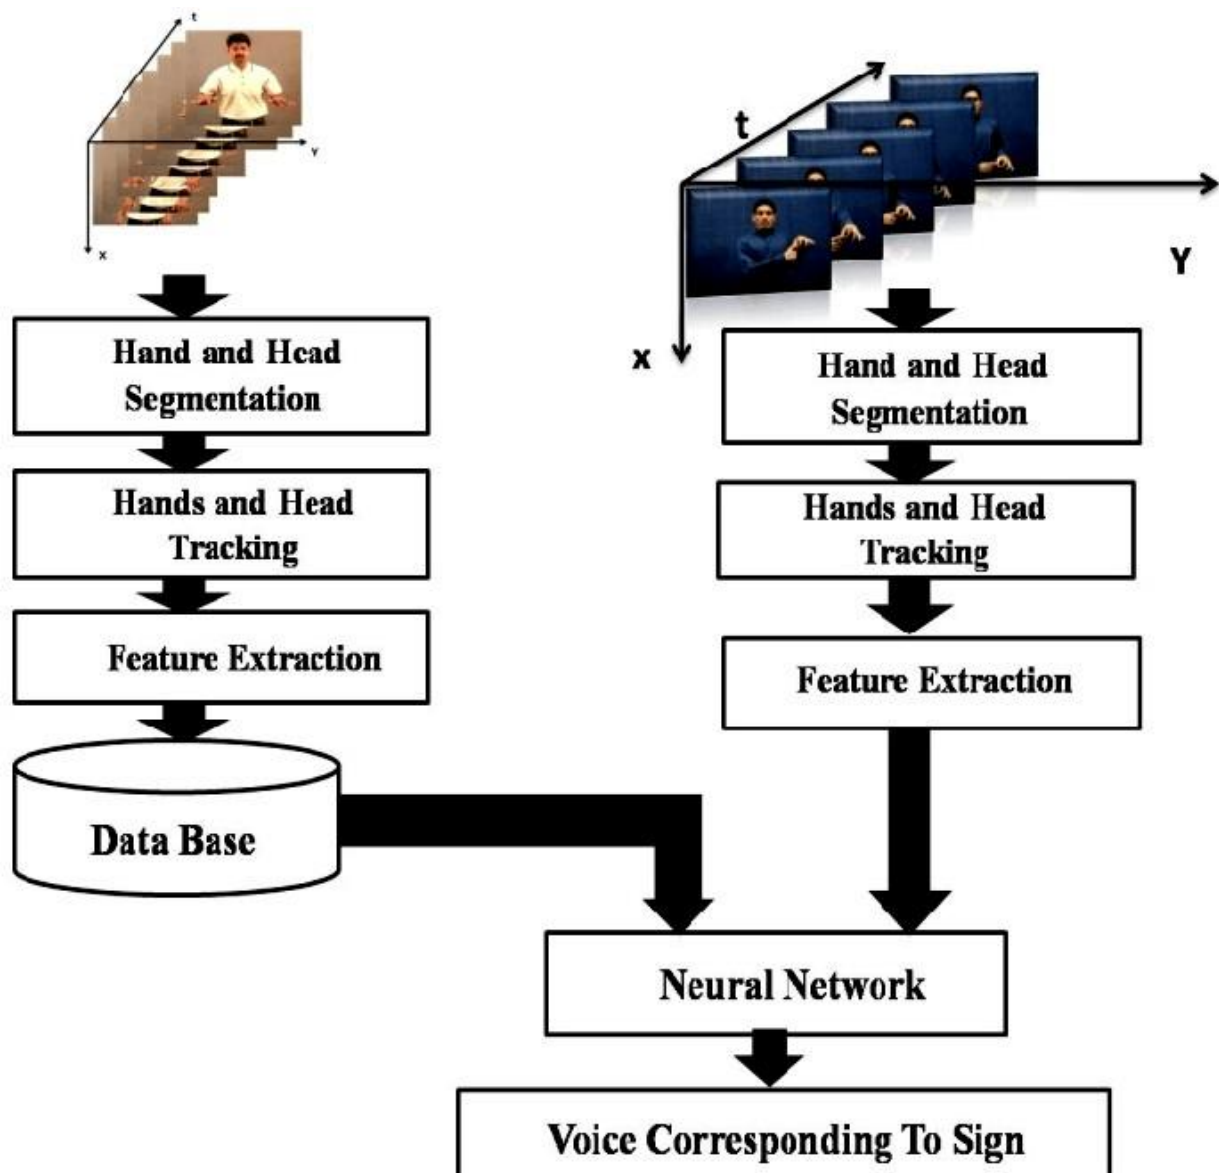 t
Y
X
Hand and Head
Segmentation
Hands and Head
Tracking
Feature Extraction
Data Base
t
Y
x
Hand and Head
Segmentation
Hands and Head
Tracking
Feature Extraction
Neural Network
Voice Corresponding To Sign